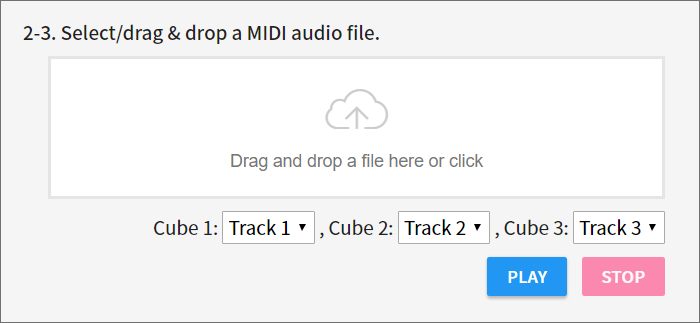 2-3. Select/drag & drop a MIDI audio file.
Drag and drop a file here or click
Cube 1: Track 1 ▼ , Cube 2: Track 2 ▼ , Cube 3: Track 3 ▼
PLAY STOP